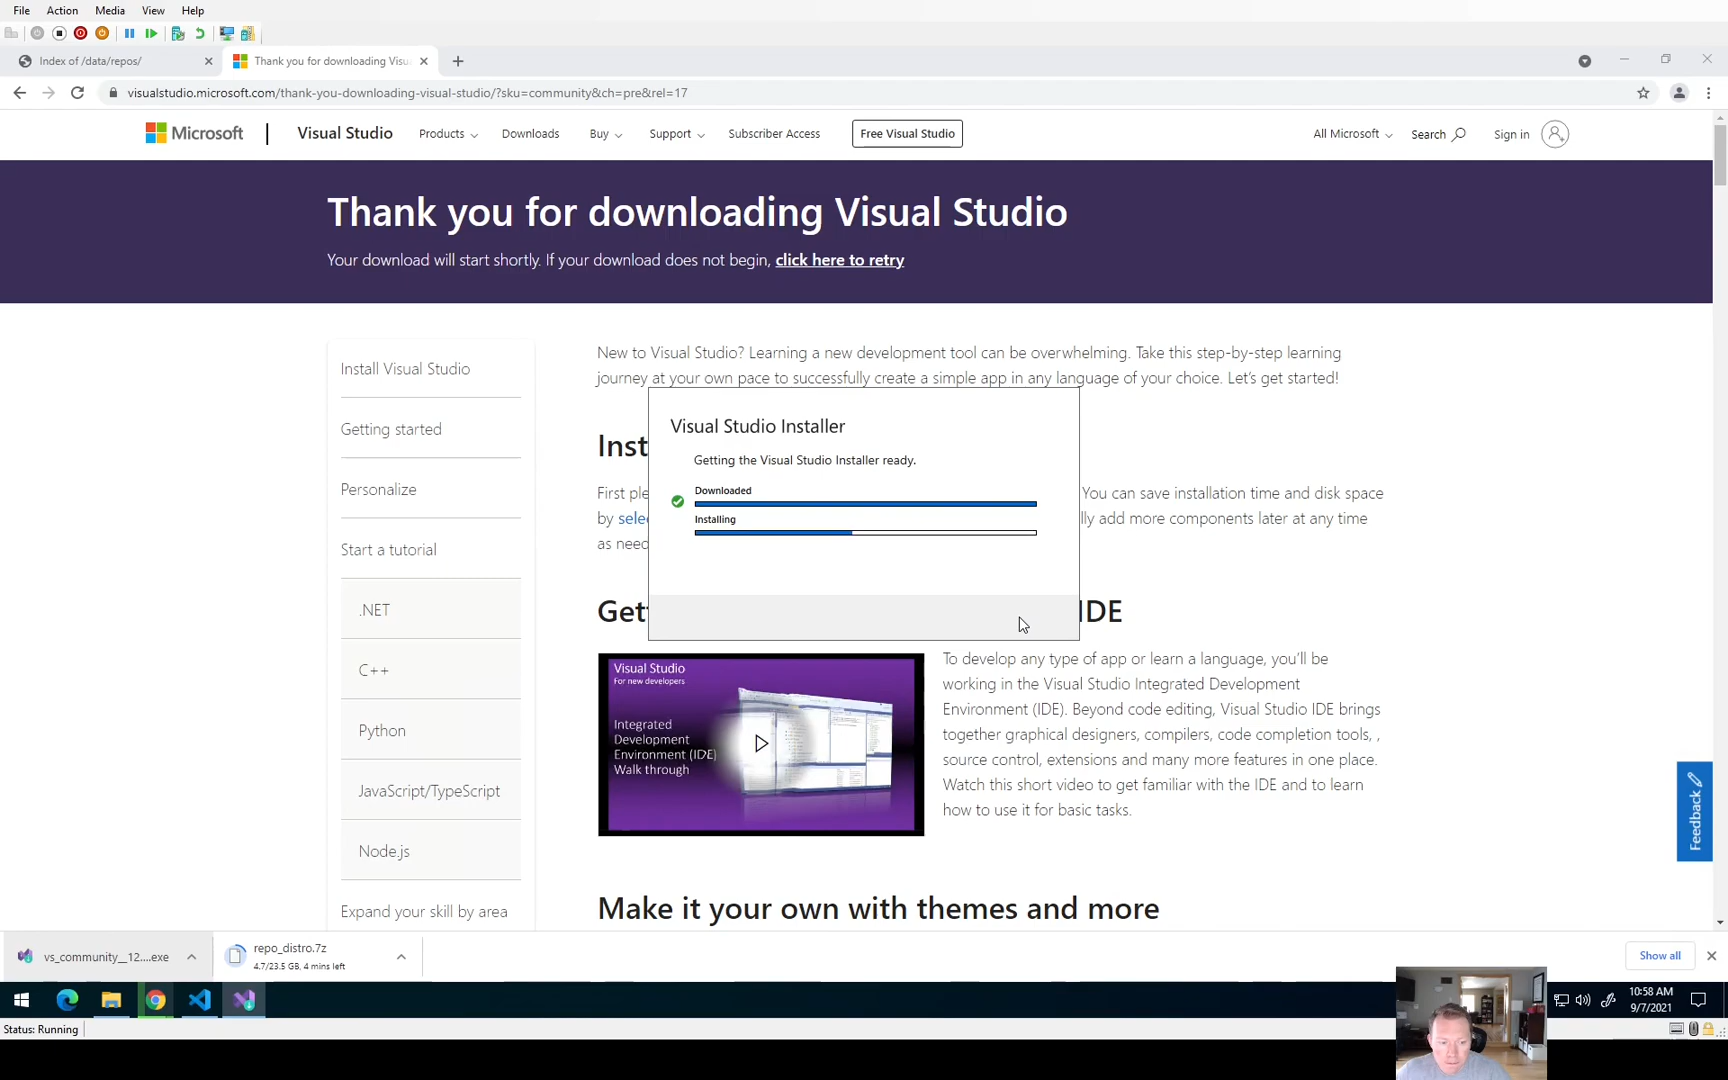 File Action Media View Help
Index of /data/repos/
Thank you for downloading Visu
visualstudio.microsoft.com/thank-you-downloading-visual-studio/?sku=community&ch=pre&rel=17
Microsoft
Visual Studio
Products
Downloads
Buy
Support
Subscriber Access
Free Visual Studio
All Microsoft
Search
Sign in
Thank you for downloading Visual Studio
Your download will start shortly. If your download does not begin, click here to retry
Install Visual Studio
Getting started
Personalize
Start a tutorial
.NET
C++
Python
JavaScript/TypeScript
Node.js
Expand your skill by area
New to Visual Studio? Learning a new development tool can be overwhelming. Take this step-by-step learning
journey at your own pace to successfully create a simple app in any language of your choice. Let's get started!
Inst
First ple
You can save installation time and disk space
by sele
lly add more components later at any time
as need
Visual Studio Installer
Getting the Visual Studio Installer ready.
Downloaded
Installing
Get
IDE
Visual Studio
For new developers
Integrated
Development
Environment (IDE)
Walk through
To develop any type of app or learn a language, you'll be
working in the Visual Studio Integrated Development
Environment (IDE). Beyond code editing, Visual Studio IDE brings
together graphical designers, compilers, code completion tools, ,
source control, extensions and many more features in one place.
Watch this short video to get familiar with the IDE and to learn
how to use it for basic tasks.
Make it your own with themes and more
Feedback
vs_community__12....exe
repo_distro.7z
4.7/23.5 GB, 4 mins left
Show all
10:58 AM
9/7/2021
Status: Running